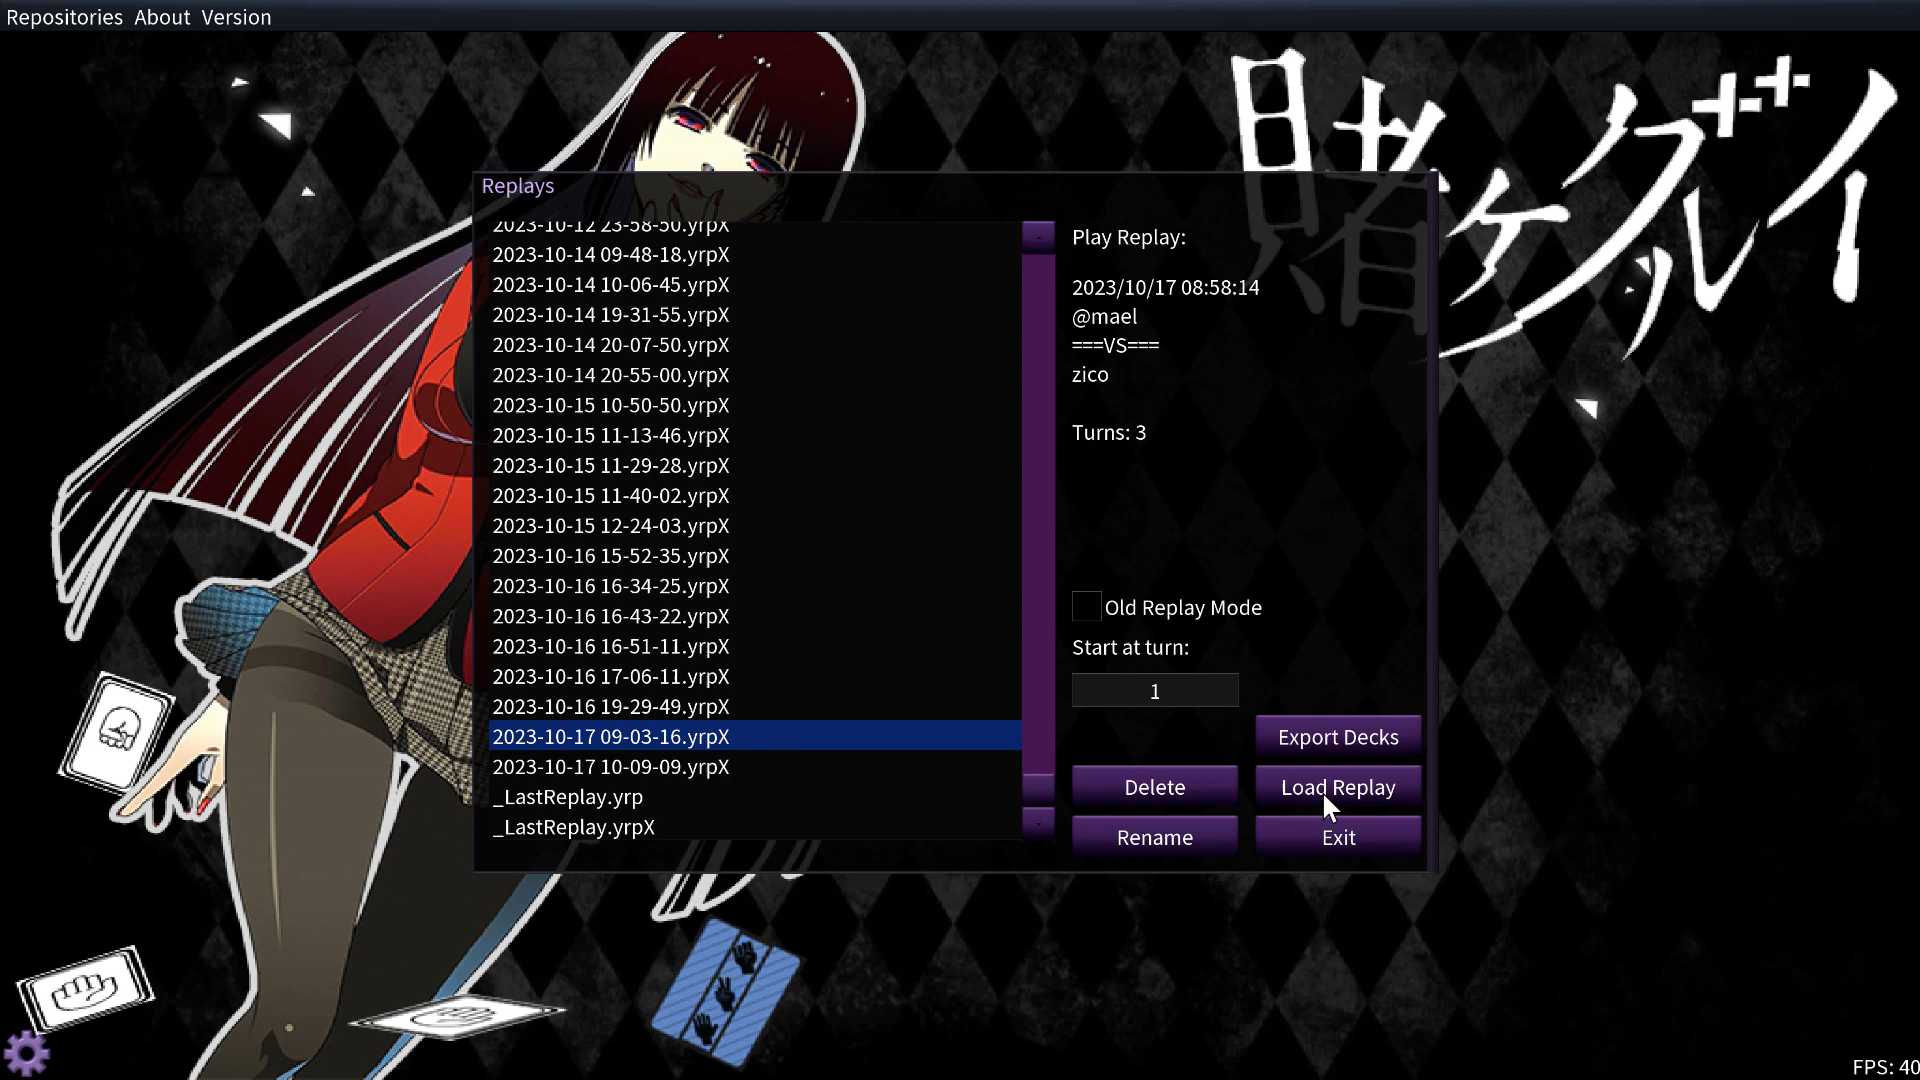 Repositories About Version
賭ケグルイ
Replays
2023-10-12 23-58-50.yrpX
2023-10-14 09-48-18.yrpX
2023-10-14 10-06-45.yrpX
2023-10-14 19-31-55.yrpX
2023-10-14 20-07-50.yrpX
2023-10-14 20-55-00.yrpX
2023-10-15 10-50-50.yrpX
2023-10-15 11-13-46.yrpX
2023-10-15 11-29-28.yrpX
2023-10-15 11-40-02.yrpX
2023-10-15 12-24-03.yrpX
2023-10-16 15-52-35.yrpX
2023-10-16 16-34-25.yrpX
2023-10-16 16-43-22.yrpX
2023-10-16 16-51-11.yrpX
2023-10-16 17-06-11.yrpX
2023-10-16 19-29-49.yrpX
2023-10-17 09-03-16.yrpX
2023-10-17 10-09-09.yrpX
_LastReplay.yrp
_LastReplay.yrpX
Play Replay:
2023/10/17 08:58:14
@mael
===VS===
zico
Turns: 3
Old Replay Mode
Start at turn:
1
Export Decks
Delete
Load Replay
Rename
Exit
FPS: 40